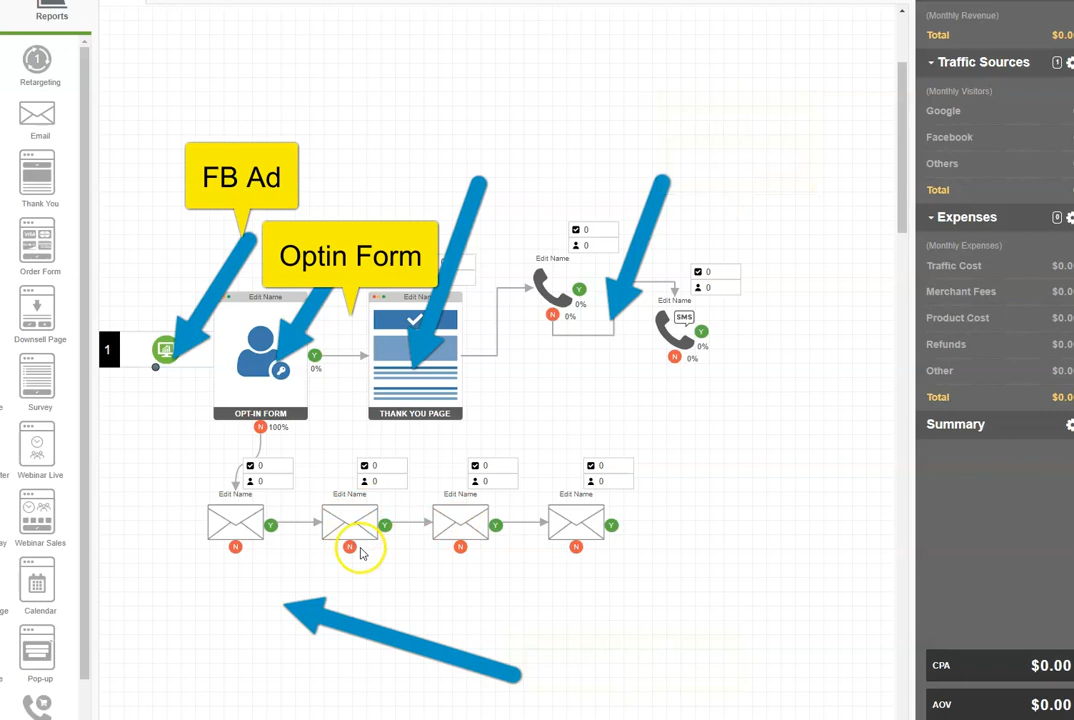 Reports
1
Retargeting
Email
Thank You
Order Form
Downsell Page
Survey
Webinar Live
Webinar Sales
Calendar
Pop-up
FB Ad
Optin Form
1
Edit Name
OPT-IN FORM
Y
0%
N 100%
Edit Nam
THANK YOU PAGE
0
0
Edit Name
Y
0%
N
0%
0
0
Edit Name
SMS
Y
0%
N
0%
0
0
Edit Name
Y
N
0
0
Edit Name
Y
N
0
0
Edit Name
Y
N
0
0
Edit Name
Y
N
(Monthly Revenue)
Total $0.0
Traffic Sources 1
(Monthly Visitors)
Google
Facebook
Others
Total
Expenses 0
(Monthly Expenses)
Traffic Cost $0.0
Merchant Fees $0.0
Product Cost $0.0
Refunds $0.0
Other $0.0
Total $0.0
Summary
CPA $0.00
AOV $0.00